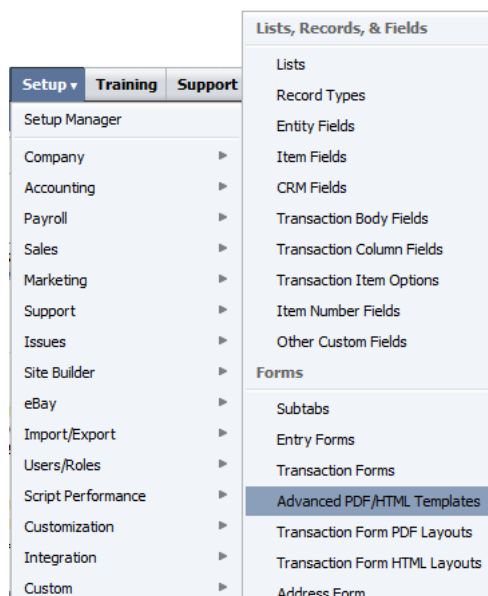 Setup Training Support
Setup Manager
Company
Accounting
Payroll
Sales
Marketing
Support
Issues
Site Builder
eBay
Import/Export
Users/Roles
Script Performance
Customization
Integration
Custom
Lists, Records, & Fields
Lists
Record Types
Entity Fields
Item Fields
CRM Fields
Transaction Body Fields
Transaction Column Fields
Transaction Item Options
Item Number Fields
Other Custom Fields
Forms
Subtabs
Entry Forms
Transaction Forms
Advanced PDF/HTML Templates
Transaction Form PDF Layouts
Transaction Form HTML Layouts
Address Form